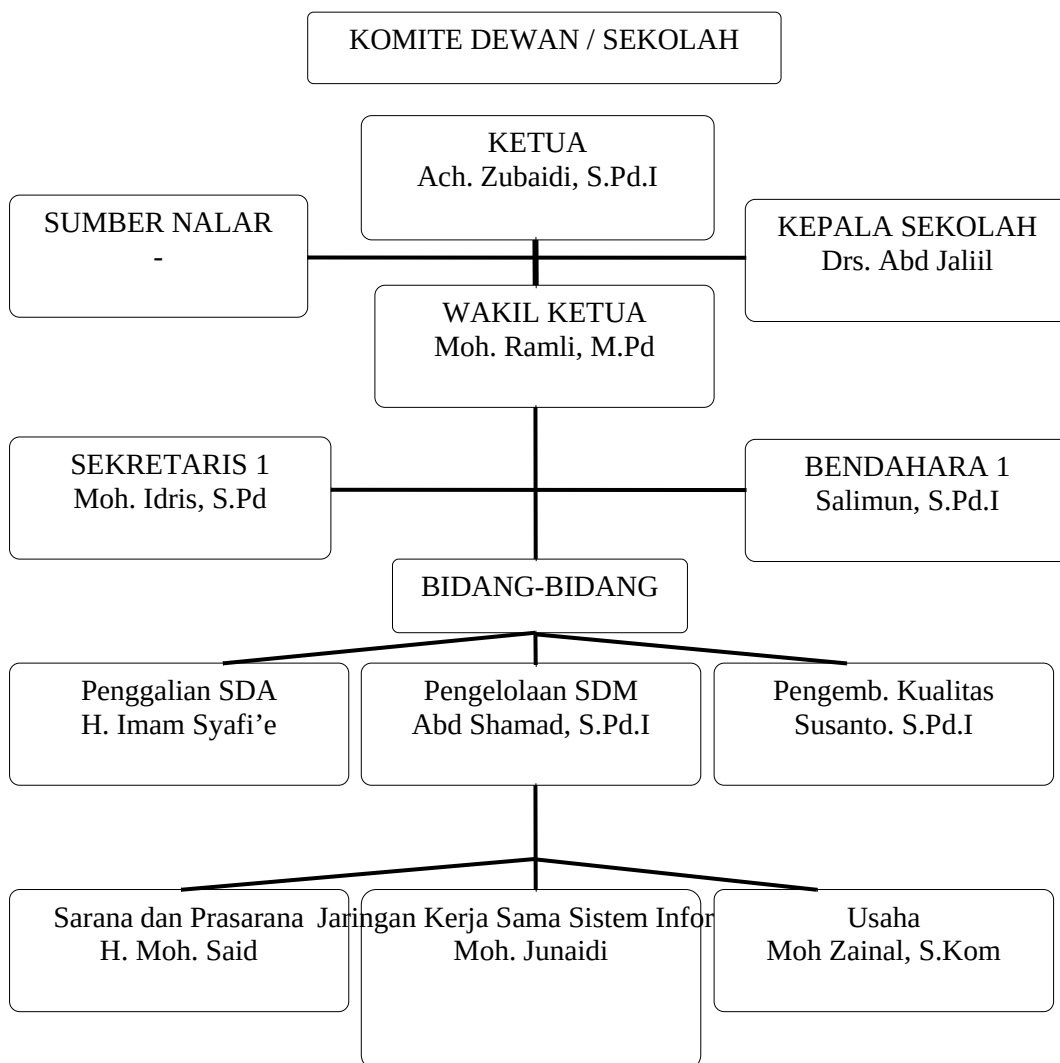 KOMITE DEWAN / SEKOLAH
KETUA
Ach. Zubaidi, S.Pd.I
SUMBER NALAR
-
KEPALA SEKOLAH
Drs. Abd Jaliil
WAKIL KETUA
Moh. Ramli, M.Pd
SEKRETARIS 1
Moh. Idris, S.Pd
BENDAHARA 1
Salimun, S.Pd.I
BIDANG-BIDANG
Penggalian SDA
H. Imam Syafi’e
Pengelolaan SDM
Abd Shamad, S.Pd.I
Pengemb. Kualitas
Susanto. S.Pd.I
Sarana dan Prasarana
H. Moh. Said
Jaringan Kerja Sama Sistem Infor
Moh. Junaidi
Usaha
Moh Zainal, S.Kom